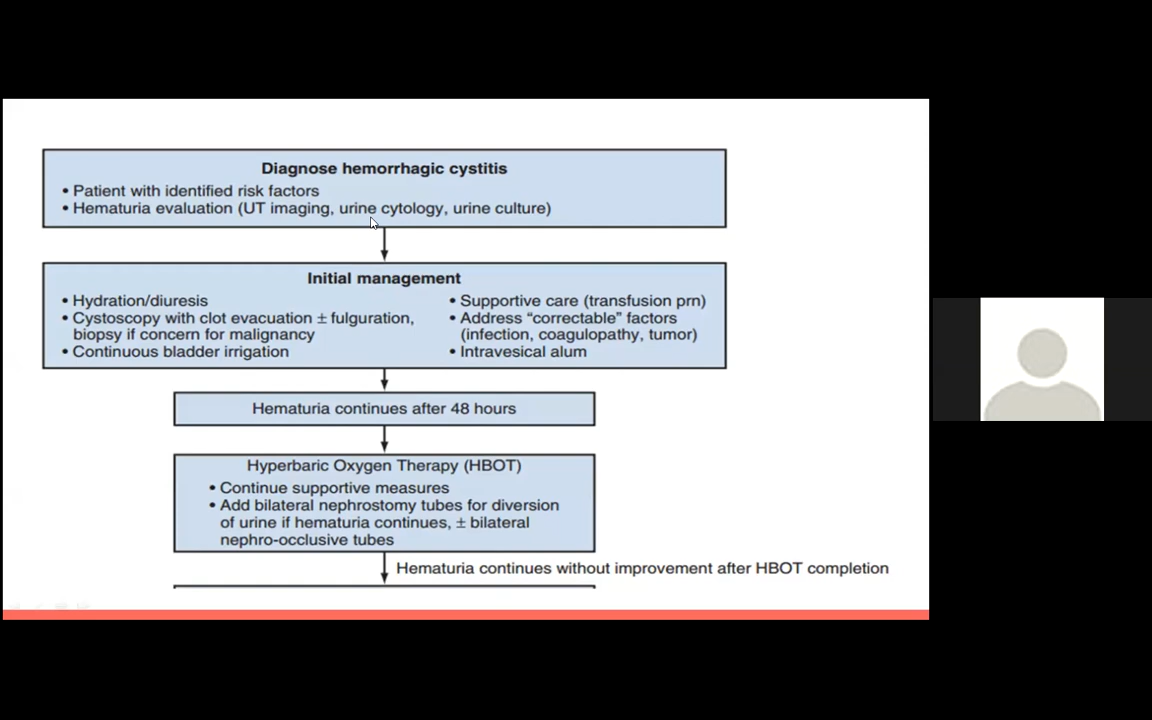 Diagnose hemorrhagic cystitis
• Patient with identified risk factors
• Hematuria evaluation (UT imaging, urine cytology, urine culture)
Initial management
• Hydration/diuresis
• Cystoscopy with clot evacuation ± fulguration,
biopsy if concern for malignancy
• Continuous bladder irrigation
• Supportive care (transfusion prn)
• Address “correctable” factors
(infection, coagulopathy, tumor)
• Intravesical alum
Hematuria continues after 48 hours
Hyperbaric Oxygen Therapy (HBOT)
• Continue supportive measures
• Add bilateral nephrostomy tubes for diversion
of urine if hematuria continues, ± bilateral
nephro-occlusive tubes
Hematuria continues without improvement after HBOT completion